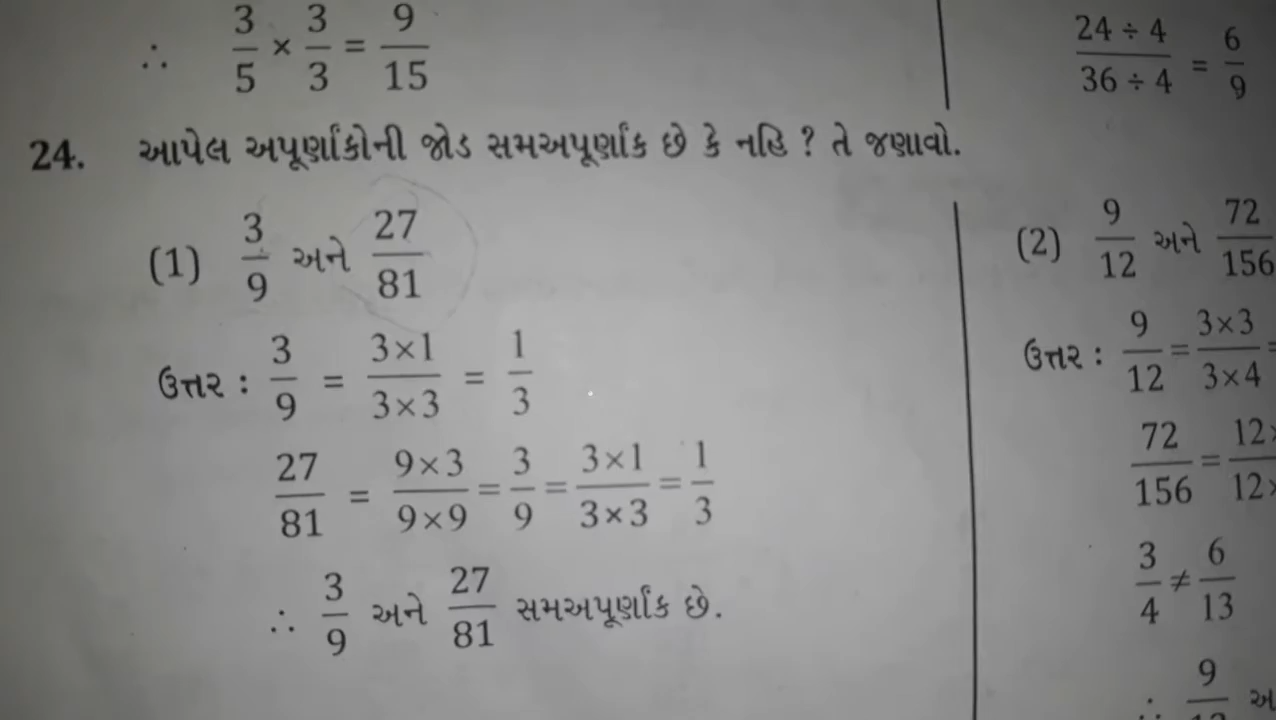 ∴ 3/5 × 3/3 = 9/15
24 ÷ 4 / 36 ÷ 4 = 6/9
24. આપેલ અપૂર્ણાંકોની જોડ સમઅપૂર્ણાંક છે કે નહિ ? તે જણાવો.
(1) 3/9 અને 27/81
ઉત્તર : 3/9 = 3×1/3×3 = 1/3
27/81 = 9×3/9×9 = 3/9 = 3×1/3×3 = 1/3
∴ 3/9 અને 27/81 સમઅપૂર્ણાંક છે.
(2) 9/12 અને 72/156
ઉત્તર : 9/12 = 3×3/3×4 =
72/156 = 12×/12×
3/4 ≠ 6/13
∴ 9/